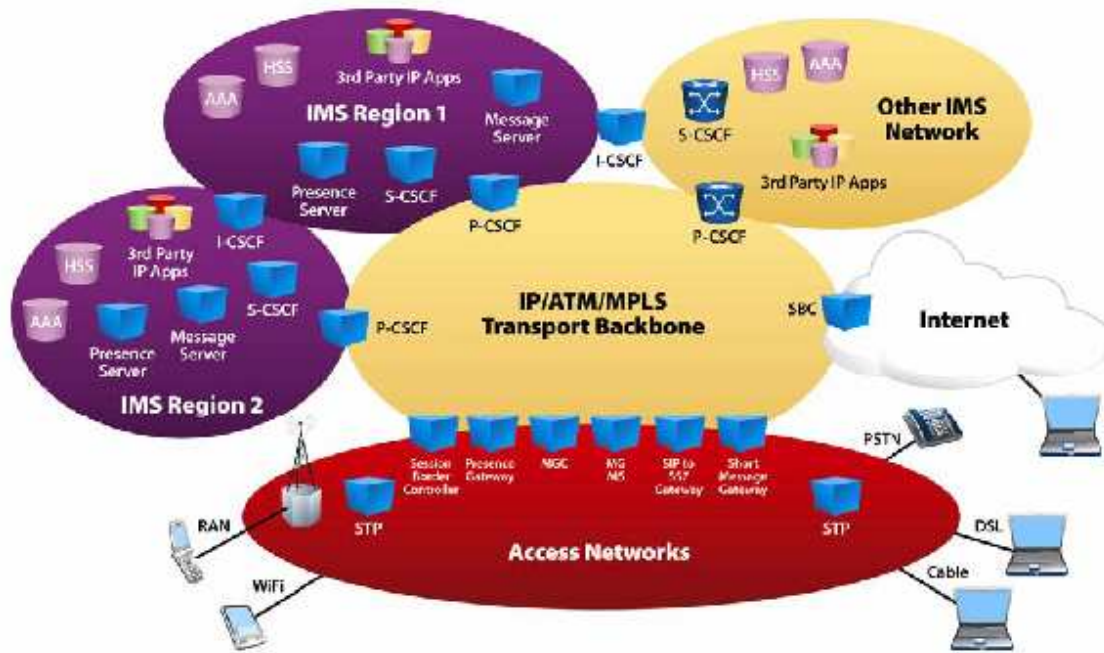 HSS
AAA
3rd Party IP Apps
IMS Region 1
Message
Server
Presence
Server
S-CSCF
P-CSCF
I-CSCF
S-CSCF
HSS
AAA
Other IMS
Network
3rd Party IP Apps
P-CSCF
3rd Party
IP Apps
I-CSCF
HSS
AAA
S-CSCF
Message
Server
Presence
Server
P-CSCF
IMS Region 2
IP/ATM/MPLS
Transport Backbone
SBC
Internet
Session
Border
Controller
Presence
Gateway
MGC
MG
MS
SIP to
SS7
Gateway
Short
Message
Gateway
STP
STP
Access Networks
RAN
WiFi
PSTN
DSL
Cable